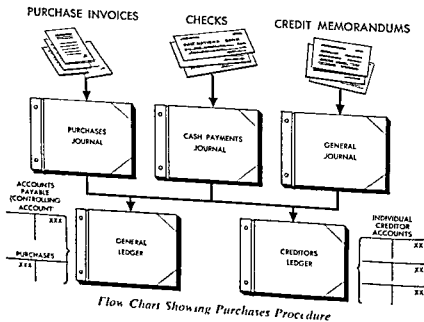 PURCHASE INVOICES
CHECKS
CREDIT MEMORANDUMS
PURCHASES
JOURNAL
CASH PAYMENTS
JOURNAL
GENERAL
JOURNAL
ACCOUNTS
PAYABLE
(CONTROLLING
ACCOUNT
XXX
PURCHASES
XXX
GENERAL
LEDGER
CREDITORS
LEDGER
INDIVIDUAL
CREDITOR
ACCOUNTS
XX
XX
XX
Flow Chart Showing Purchases Procedure